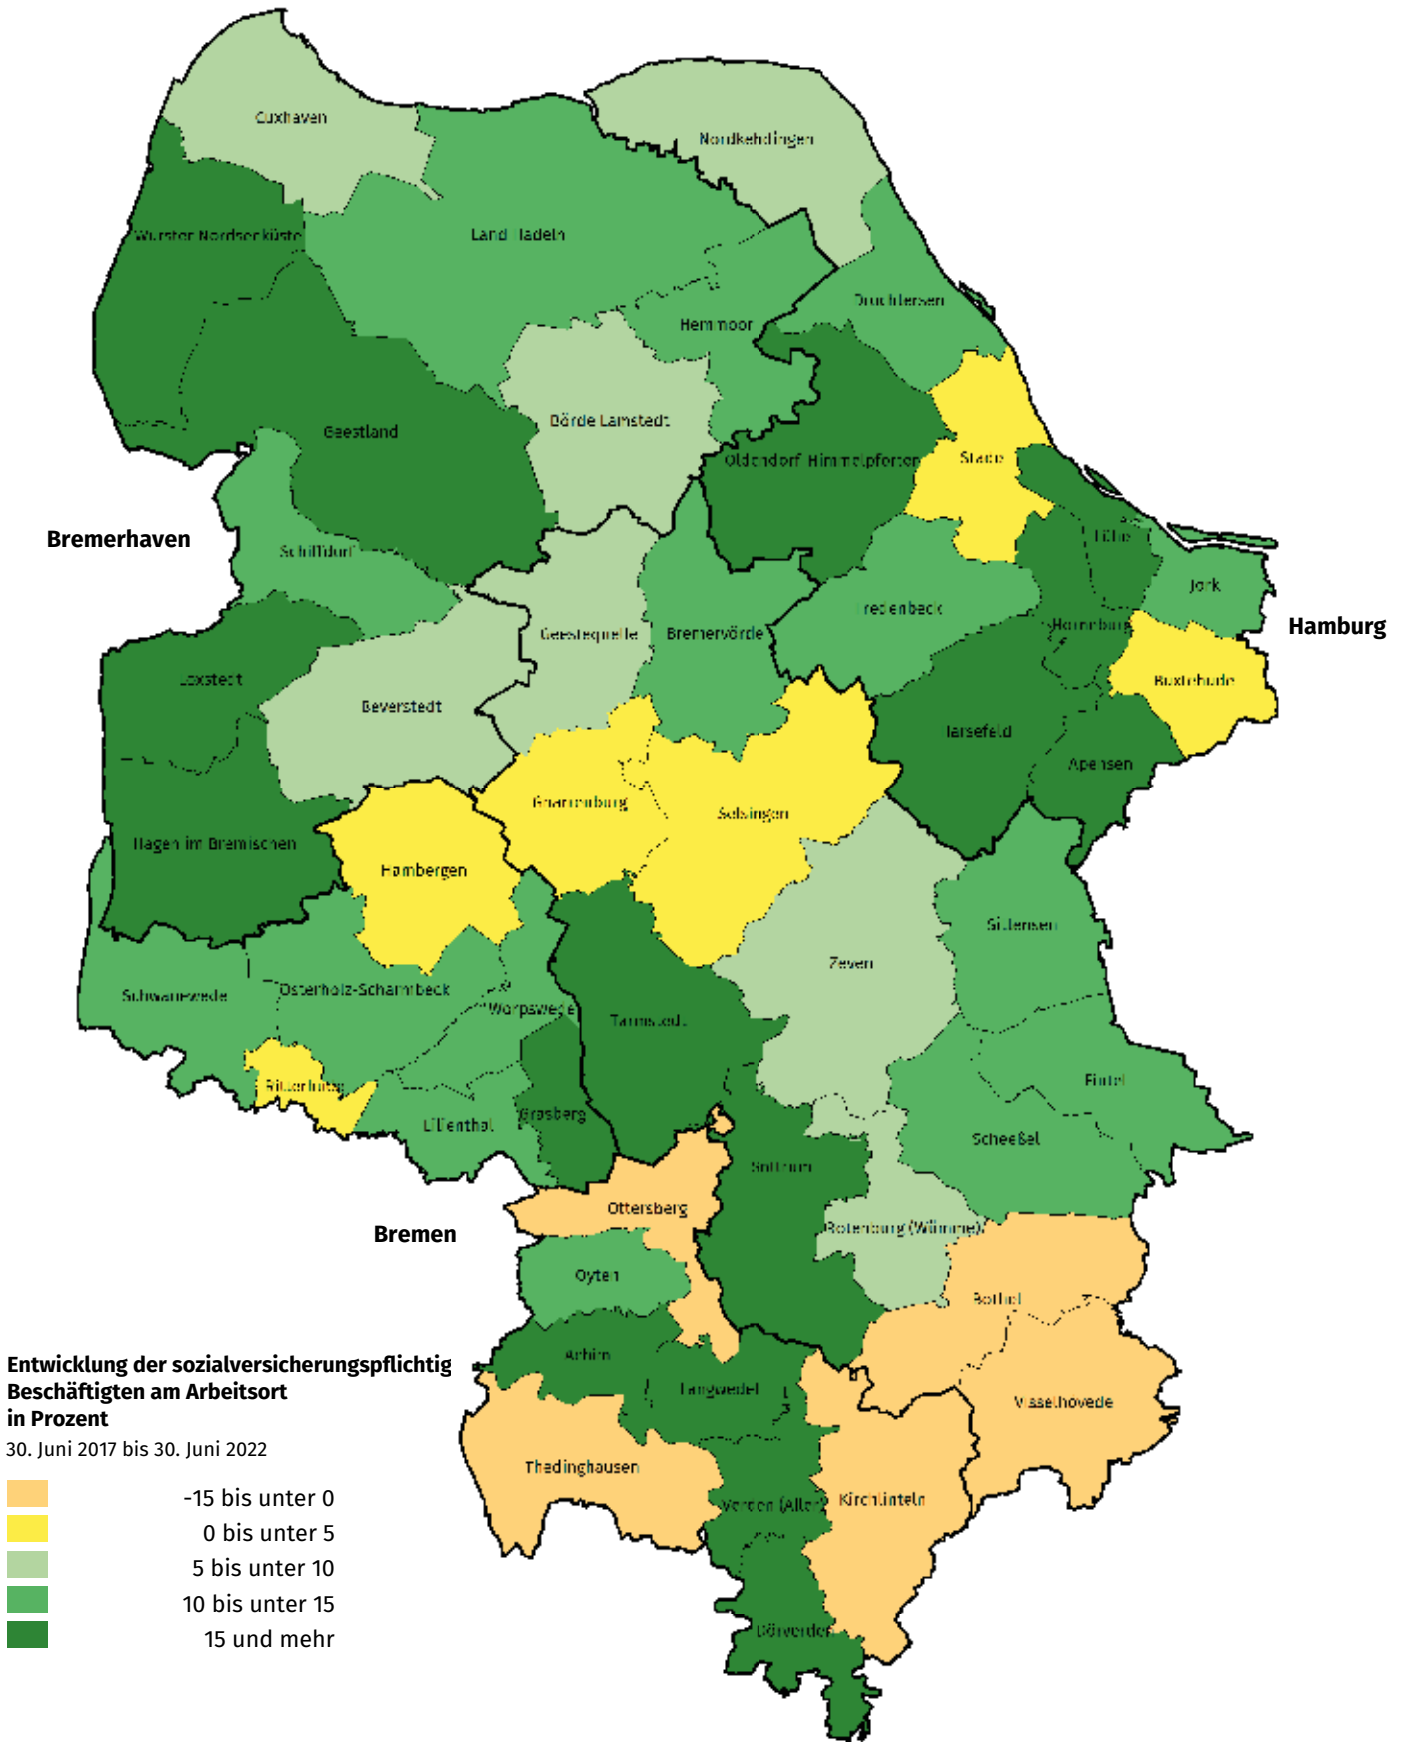 Cuxhaven
Nordkehdingen
Wurster Nordseeküste
Land Hadeln
Drochtersen
Hemmoor
Börde Lamstedt
Geestland
Stade
Oldendorf-Himmelpforten
Bremerhaven
Lühe
Schiffdorf
Jork
Fredenbeck
Hamburg
Geestequelle
Bremervörde
Horneburg
Loxstedt
Buxtehude
Beverstedt
Harsefeld
Apensen
Gnarrenburg
Selsingen
Hagen im Bremischen
Hambergen
Sittensen
Zeven
Schwanewede
Osterholz-Scharmbeck
Worpswede
Tarmstedt
Fintel
Ritterhude
Grasberg
Lilienthal
Scheeßel
Sottrum
Ottersberg
Bremen
Rotenburg (Wümme)
Oyten
Bothel
Achim
Entwicklung der sozialversicherungspflichtig
Beschäftigten am Arbeitsort
in Prozent
30. Juni 2017 bis 30. Juni 2022
Langwedel
Visselhövede
Thedinghausen
Verden (Aller)
Kirchlinteln
-15 bis unter 0
0 bis unter 5
5 bis unter 10
10 bis unter 15
15 und mehr
Dörverden